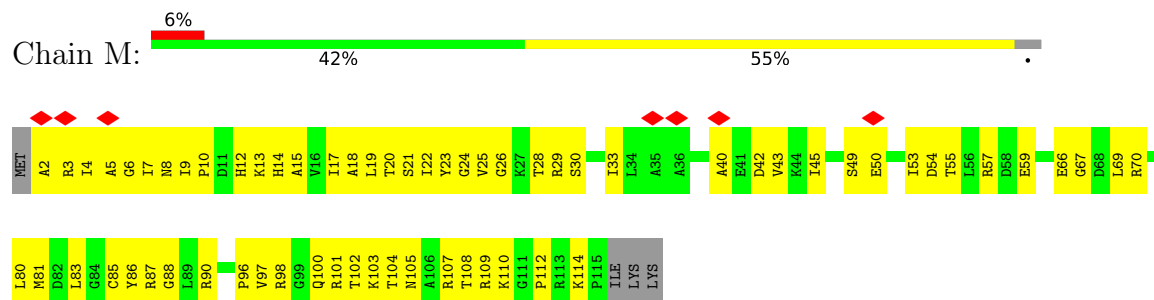 6%
Chain M:
42% 55% •
MET A2 R3 I4 A5 G6 I7 N8 I9 P10 D11 H12 K13 H14 A15 V16 I17 A18 L19 T20 S21 I22 Y23 G24 V25 G26 K27 T28 R29 S30 I33 L34 A35 A36 A40 E41 D42 V43 K44 I45 S49 E50 I53 D54 T55 L56 R57 D58 E59 E66 G67 D68 L69 R70
L80 M81 D82 L83 G84 C85 Y86 R87 G88 L89 R90 P96 V97 R98 G99 Q100 R101 T102 K103 T104 N105 A106 R107 T108 R109 K110 G111 P112 R113 K114 P115 ILE LYS LYS